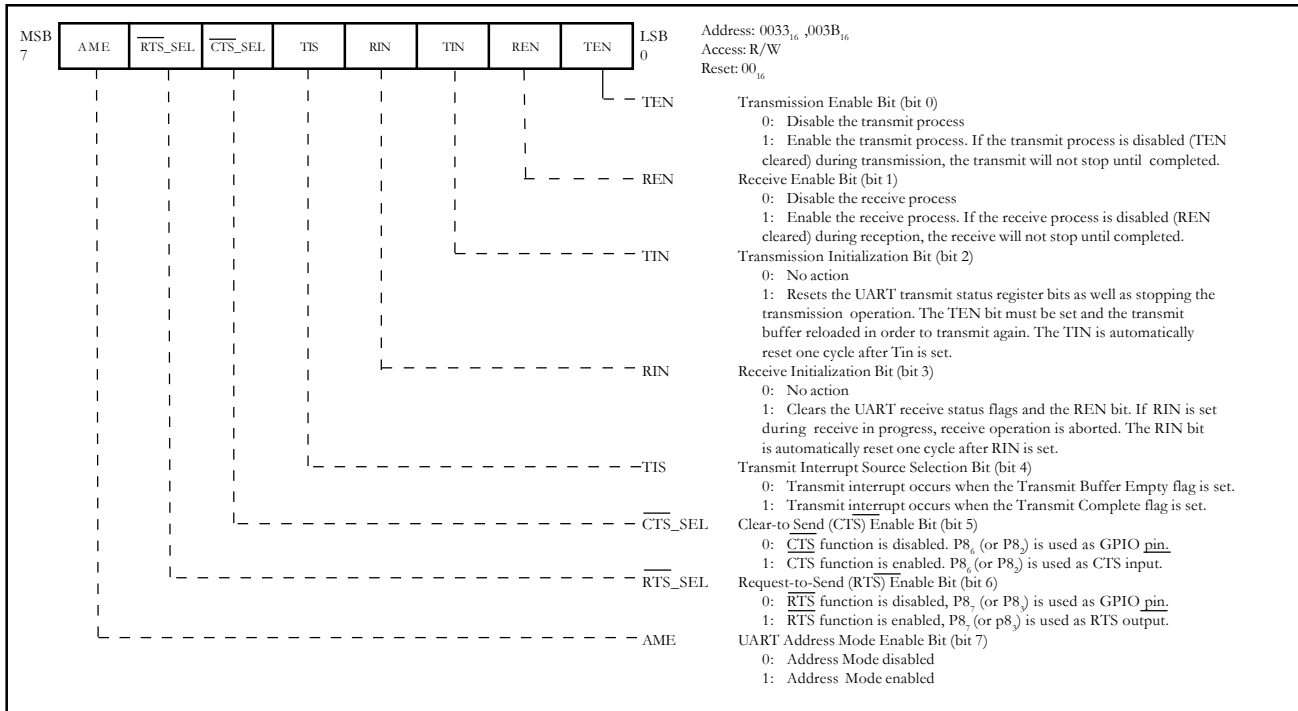 MSB
7
AME RTS_SEL CTS_SEL TIS RIN TIN REN TEN
LSB
0
Address: 0033₁₆ ,003B₁₆
Access: R/W
Reset: 00₁₆
TEN Transmission Enable Bit (bit 0)
0: Disable the transmit process
1: Enable the transmit process. If the transmit process is disabled (TEN
cleared) during transmission, the transmit will not stop until completed.
REN Receive Enable Bit (bit 1)
0: Disable the receive process
1: Enable the receive process. If the receive process is disabled (REN
cleared) during reception, the receive will not stop until completed.
TIN Transmission Initialization Bit (bit 2)
0: No action
1: Resets the UART transmit status register bits as well as stopping the
transmission operation. The TEN bit must be set and the transmit
buffer reloaded in order to transmit again. The TIN is automatically
reset one cycle after Tin is set.
RIN Receive Initialization Bit (bit 3)
0: No action
1: Clears the UART receive status flags and the REN bit. If RIN is set
during receive in progress, receive operation is aborted. The RIN bit
is automatically reset one cycle after RIN is set.
TIS Transmit Interrupt Source Selection Bit (bit 4)
0: Transmit interrupt occurs when the Transmit Buffer Empty flag is set.
1: Transmit interrupt occurs when the Transmit Complete flag is set.
CTS_SEL Clear-to Send (CTS) Enable Bit (bit 5)
0: CTS function is disabled. P8₆ (or P8₂) is used as GPIO pin.
1: CTS function is enabled. P8₆ (or P8₂) is used as CTS input.
RTS_SEL Request-to-Send (RTS) Enable Bit (bit 6)
0: RTS function is disabled, P8₇ (or P8₃) is used as GPIO pin.
1: RTS function is enabled, P8₇ (or p8₃) is used as RTS output.
AME UART Address Mode Enable Bit (bit 7)
0: Address Mode disabled
1: Address Mode enabled